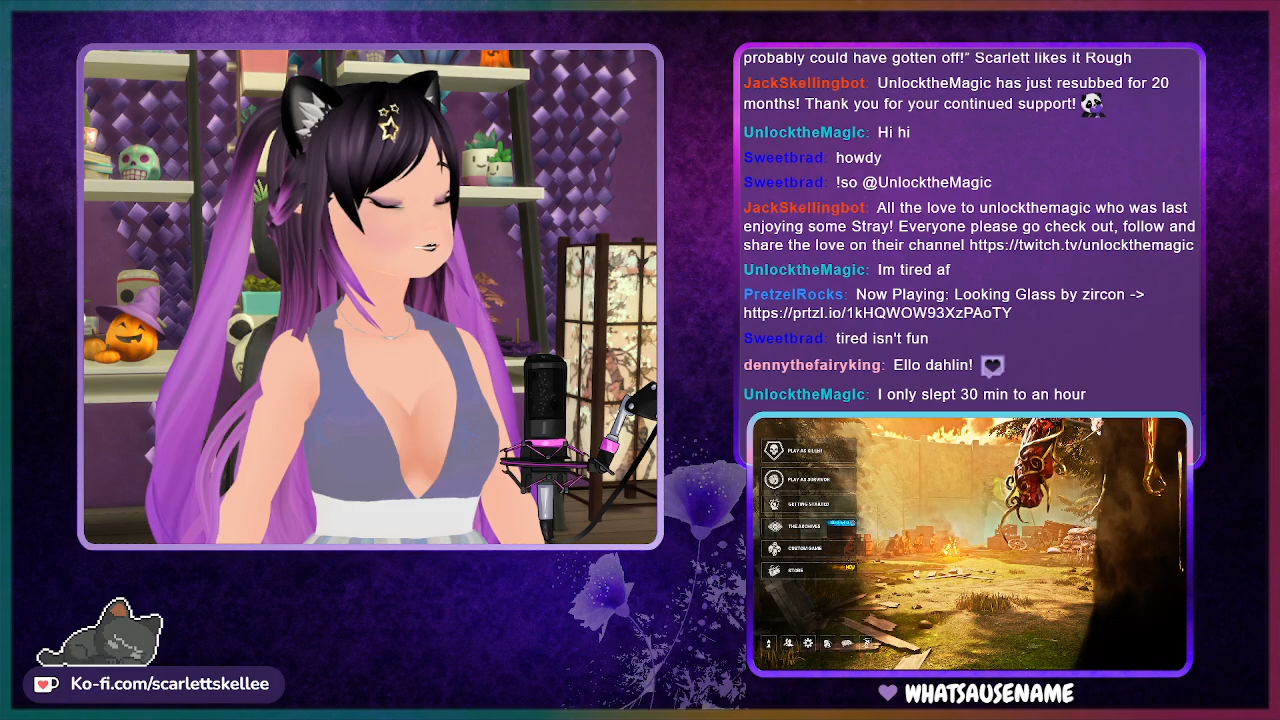 probably could have gotten off!" Scarlett likes it Rough
JackSkellingbot: UnlocktheMagic has just resubbed for 20
months! Thank you for your continued support!
UnlocktheMagic: Hi hi
Sweetbrad: howdy
Sweetbrad: !so @UnlocktheMagic
JackSkellingbot: All the love to unlockthemagic who was last
enjoying some Stray! Everyone please go check out, follow and
share the love on their channel https://twitch.tv/unlockthemagic
UnlocktheMagic: Im tired af
PretzelRocks: Now Playing: Looking Glass by zircon ->
https://prtzl.io/1kHQWOW93XzPAoTY
Sweetbrad: tired isn't fun
dennythefairyking: Ello dahlin!
UnlocktheMagic: I only slept 30 min to an hour
PLAY AS KILLER
PLAY AS SURVIVOR
GETTING STARTED
THE ARCHIVES
CUSTOM GAME
STORE
NEW
Ko-fi.com/scarlettskellee
WHATSAUSENAME